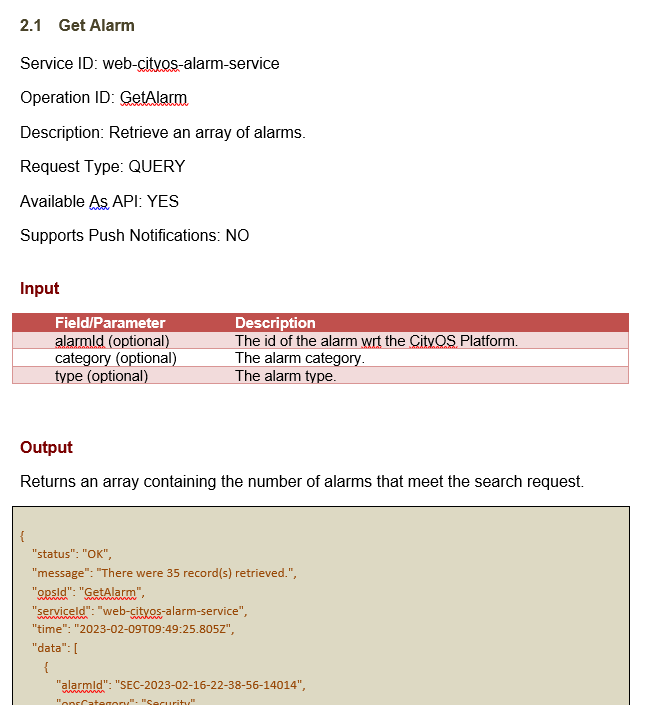 2.1 Get Alarm
Service ID: web-cityos-alarm-service
Operation ID: GetAlarm
Description: Retrieve an array of alarms.
Request Type: QUERY
Available As API: YES
Supports Push Notifications: NO
Input
Field/Parameter Description
alarmId (optional) The id of the alarm wrt the CityOS Platform.
category (optional) The alarm category.
type (optional) The alarm type.
Output
Returns an array containing the number of alarms that meet the search request.
{
"status": "OK",
"message": "There were 35 record(s) retrieved.",
"opsId": "GetAlarm",
"serviceId": "web-cityos-alarm-service",
"time": "2023-02-09T09:49:25.805Z",
"data": [
{
"alarmId": "SEC-2023-02-16-22-38-56-14014",
"opsCategory": "Security"